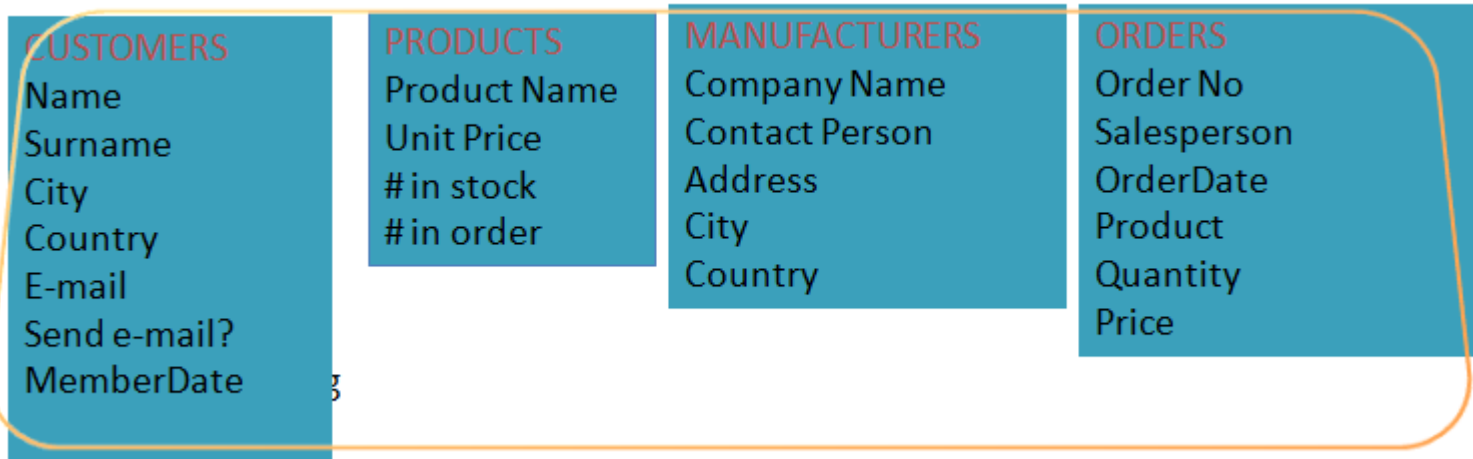 CUSTOMERS
Name
Surname
City
Country
E-mail
Send e-mail?
MemberDate
PRODUCTS
Product Name
Unit Price
# in stock
# in order
MANUFACTURERS
Company Name
Contact Person
Address
City
Country
ORDERS
Order No
Salesperson
OrderDate
Product
Quantity
Price